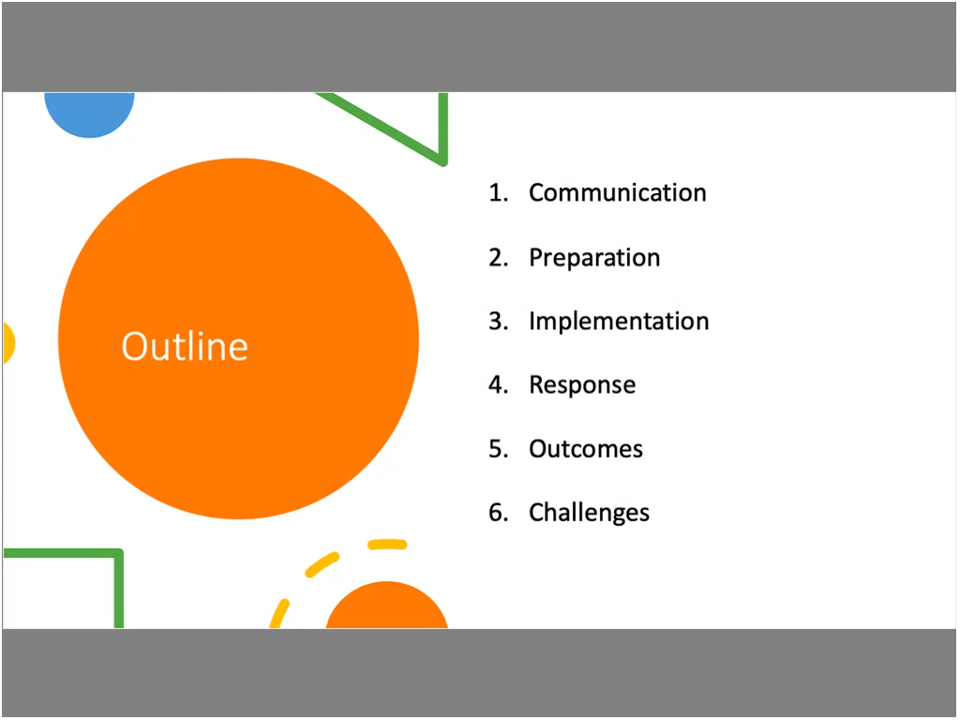 Outline
1. Communication
2. Preparation
3. Implementation
4. Response
5. Outcomes
6. Challenges